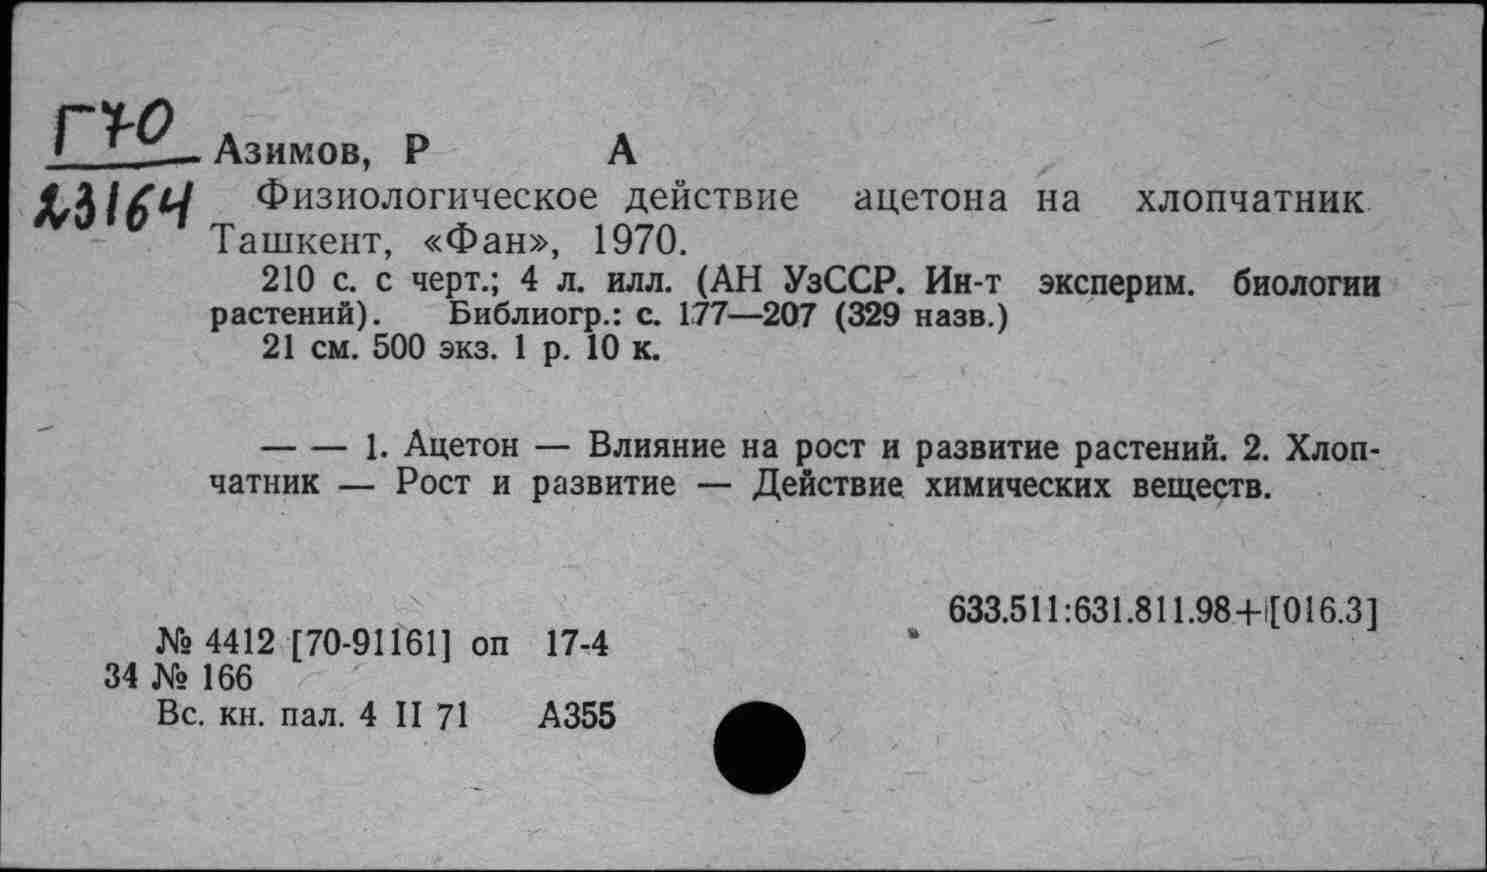 Г70
23164
Азимов, Р А
Физиологическое действие ацетона на хлопчатник
Ташкент, «Фан», 1970.
210 с. с черт.; 4 л. илл. (АН УзССР. Ин-т эксперим. биологии
растений). Библиогр.: с. 177—207 (329 назв.)
21 см. 500 экз. 1 р. 10 к.
— — 1. Ацетон — Влияние на рост и развитие растений. 2. Хлоп-
чатник — Рост и развитие — Действие химических веществ.
633.511:631.811.98+[016.3]
№ 4412 [70-91161] оп 17-4
34 № 166
Вс. кн. пал. 4 II 71 А355